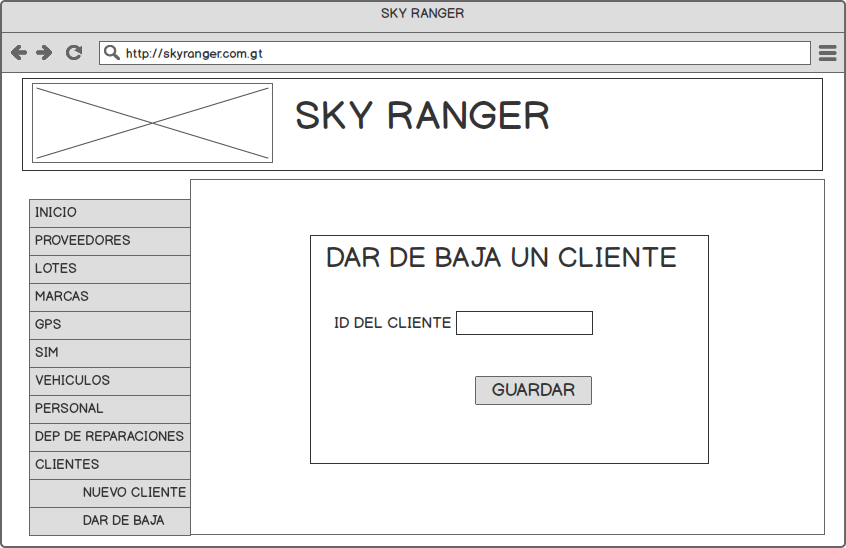 SKY RANGER
http://skyranger.com.gt
SKY RANGER
INICIO
PROVEEDORES
LOTES
MARCAS
GPS
SIM
VEHICULOS
PERSONAL
DEP DE REPARACIONES
CLIENTES
NUEVO CLIENTE
DAR DE BAJA
DAR DE BAJA UN CLIENTE
ID DEL CLIENTE
GUARDAR